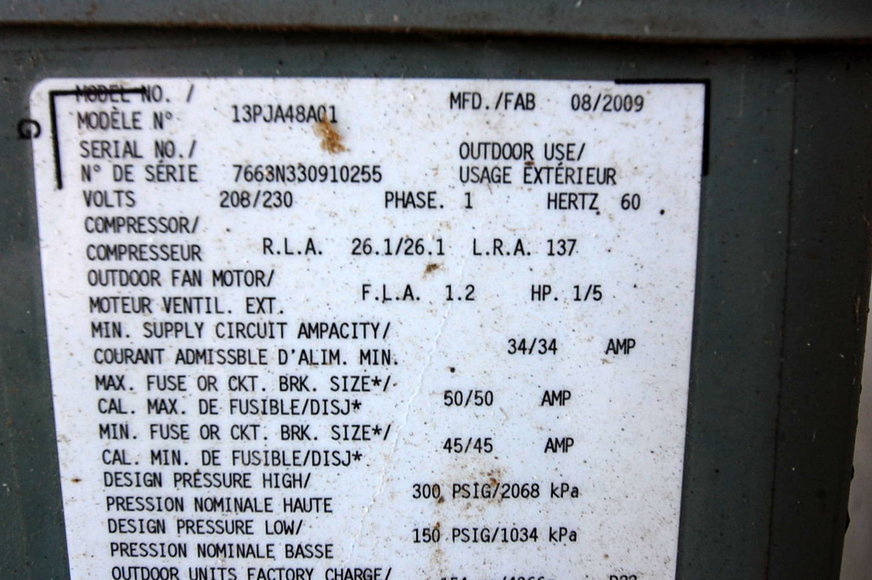 MODEL NO. /
MODÈLE N° 13PJA48A01 MFD./FAB 08/2009
SERIAL NO./ OUTDOOR USE/
N° DE SÉRIE 7663N330910255 USAGE EXTÉRIEUR
VOLTS 208/230 PHASE. 1 HERTZ 60
COMPRESSOR/
COMPRESSEUR R.L.A. 26.1/26.1 L.R.A. 137
OUTDOOR FAN MOTOR/
MOTEUR VENTIL. EXT. F.L.A. 1.2 HP. 1/5
MIN. SUPPLY CIRCUIT AMPACITY/
COURANT ADMISSBLE D'ALIM. MIN. 34/34 AMP
MAX. FUSE OR CKT. BRK. SIZE*/
CAL. MAX. DE FUSIBLE/DISJ* 50/50 AMP
MIN. FUSE OR CKT. BRK. SIZE*/
CAL. MIN. DE FUSIBLE/DISJ* 45/45 AMP
DESIGN PRESSURE HIGH/
PRESSION NOMINALE HAUTE 300 PSIG/2068 kPa
DESIGN PRESSURE LOW/
PRESSION NOMINALE BASSE 150 PSIG/1034 kPa
OUTDOOR UNITS FACTORY CHARGE/